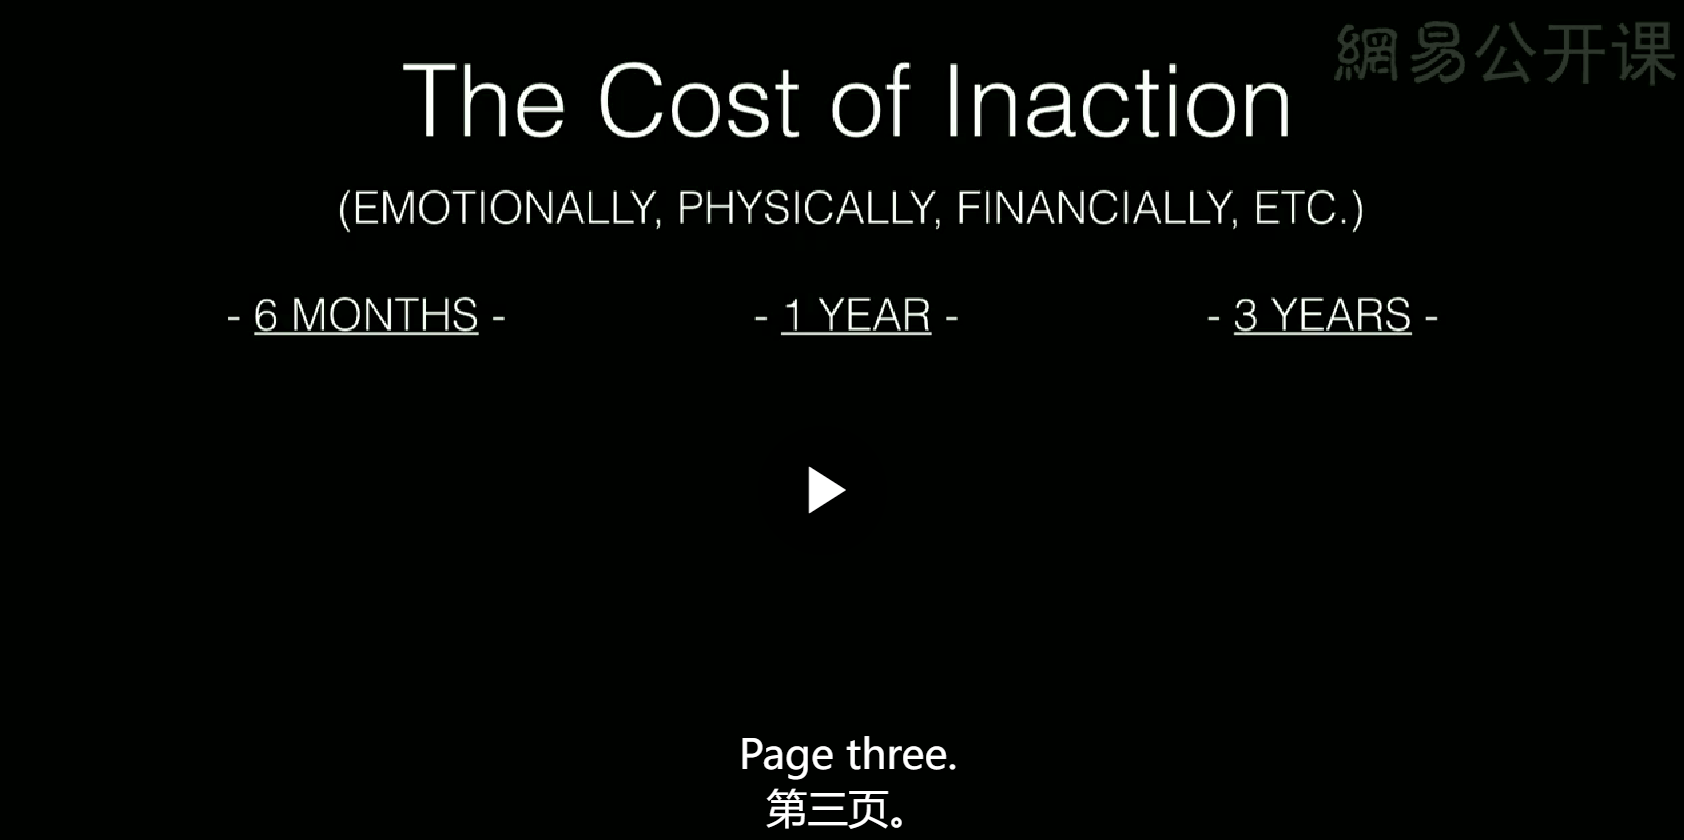 網易公开课
The Cost of Inaction
(EMOTIONALLY, PHYSICALLY, FINANCIALLY, ETC.)
- 6 MONTHS - - 1 YEAR - - 3 YEARS -
Page three.
第三页。